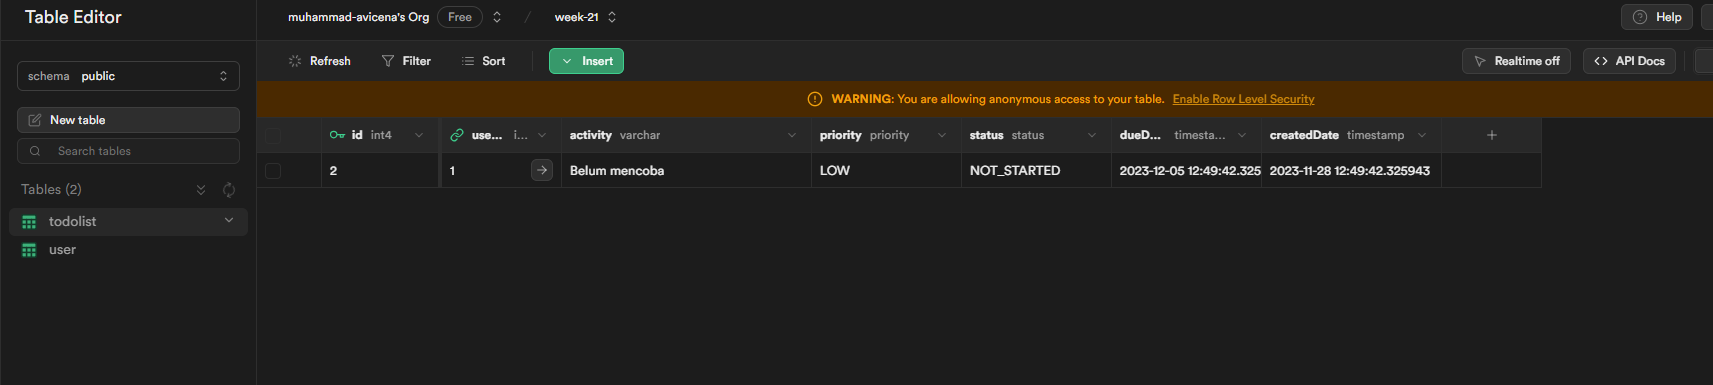 Table Editor
muhammad-avicena's Org Free / week-21
Help
schema public
Refresh Filter Sort Insert Realtime off API Docs
WARNING: You are allowing anonymous access to your table. Enable Row Level Security
New table
Search tables
Tables (2)
todolist
user
id int4 use... i... activity varchar priority priority status status dueD... timesta... createdDate timestamp +
2 1 Belum mencoba LOW NOT_STARTED 2023-12-05 12:49:42.325 2023-11-28 12:49:42.325943